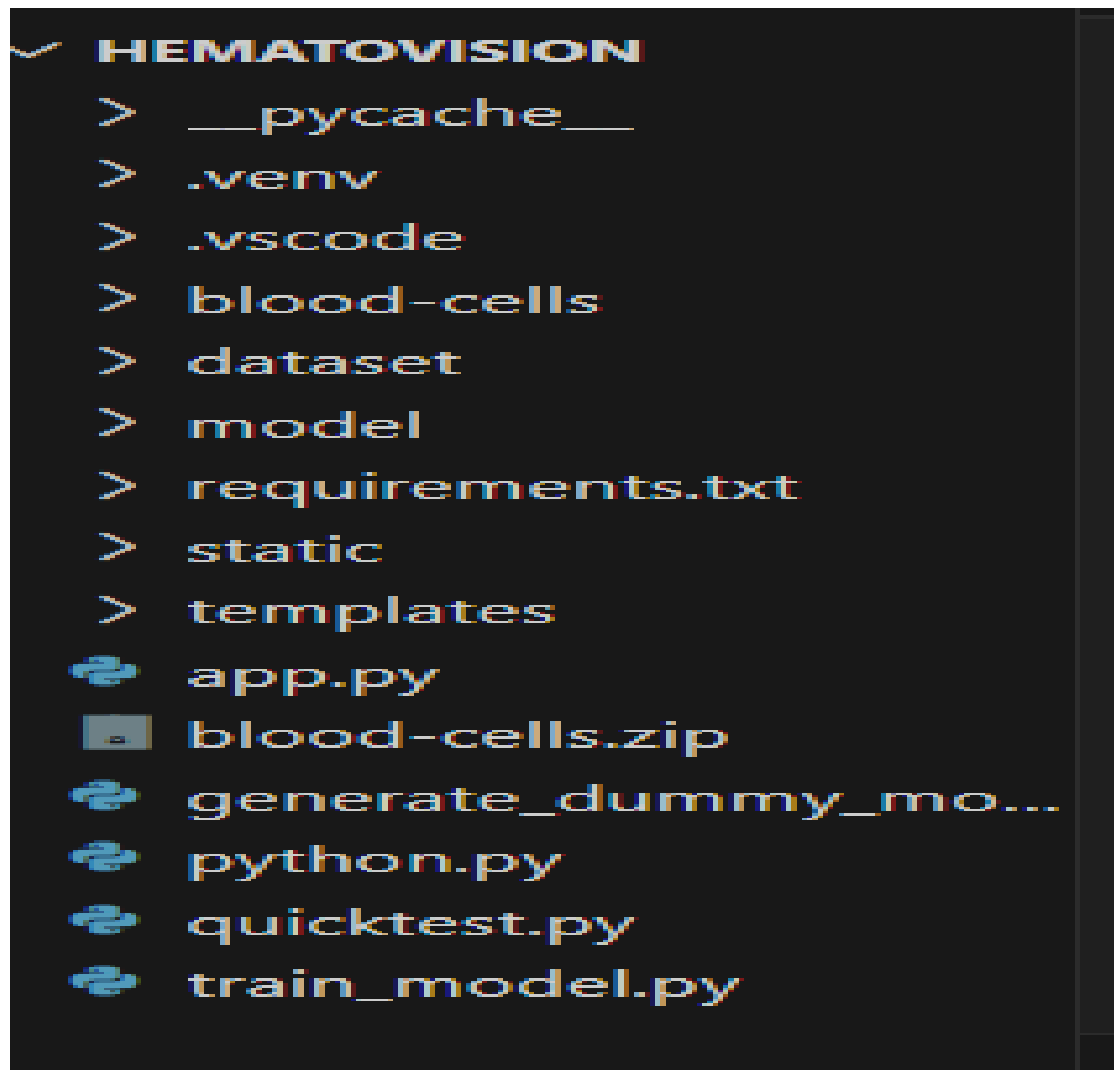 HEMATOVISION
__pycache__
.venv
.vscode
blood-cells
dataset
model
requirements.txt
static
templates
app.py
blood-cells.zip
generate_dummy_mo...
python.py
quicktest.py
train_model.py